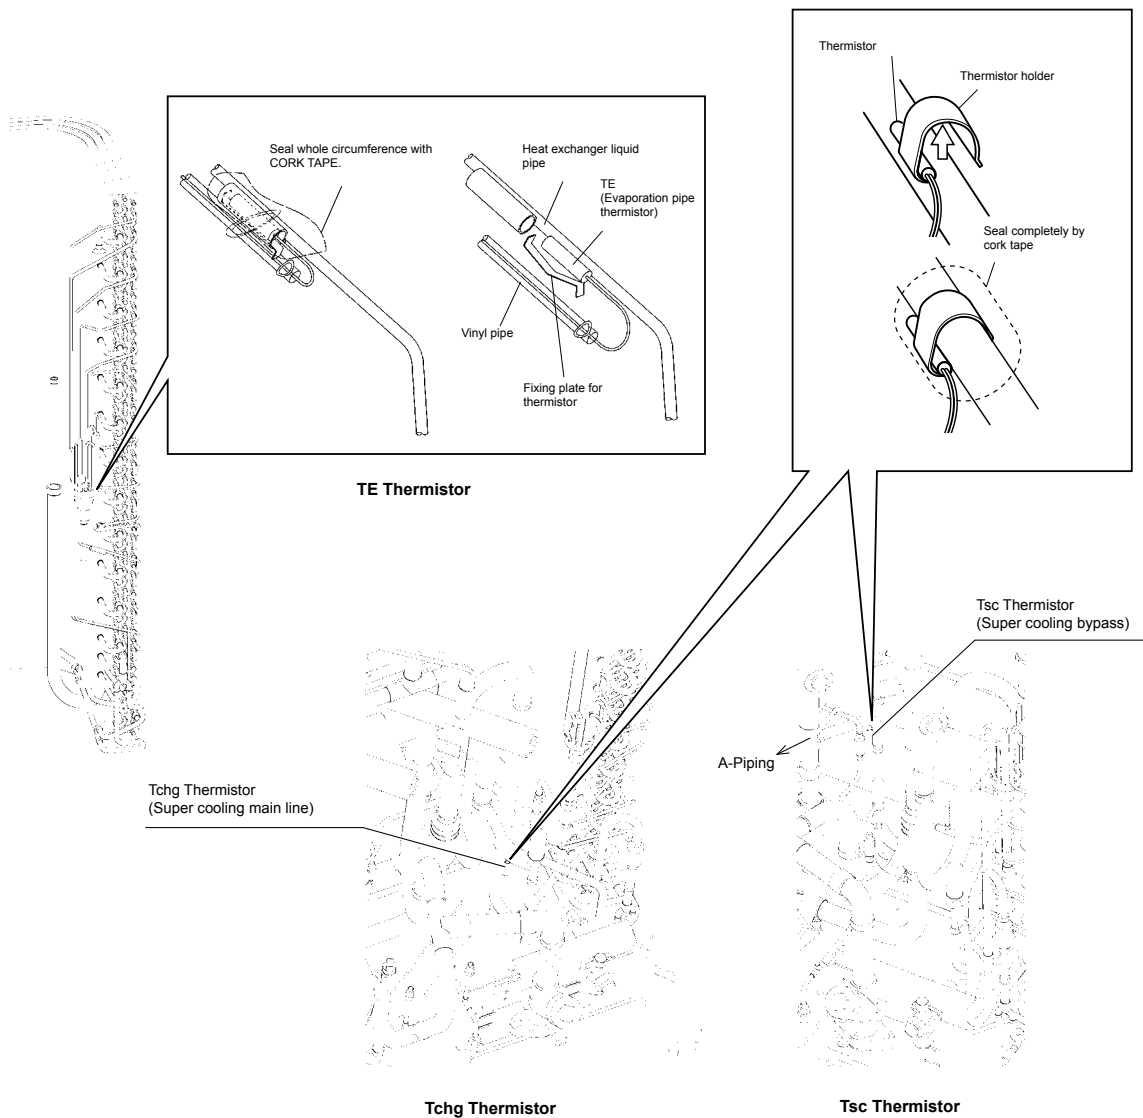 Thermistor
Thermistor holder
Seal completely by
cork tape
Seal whole circumference with
CORK TAPE.
Heat exchanger liquid
pipe
TE
(Evaporation pipe
thermistor)
Vinyl pipe
Fixing plate for
thermistor
TE Thermistor
Tsc Thermistor
(Super cooling bypass)
A-Piping
Tchg Thermistor
(Super cooling main line)
Tchg Thermistor
Tsc Thermistor